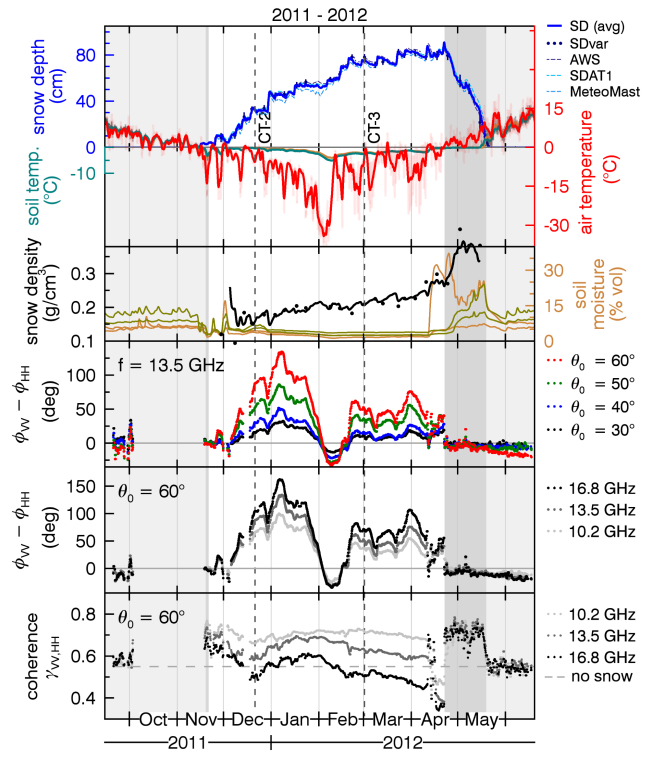 2011 - 2012
snow depth
(cm)
80
40
0
soil temp.
(°C)
-10
CT-2
CT-3
SD (avg)
SDvar
AWS
SDAT1
MeteoMast
15
0
-15
-30
air temperature
(°C)
snow density
(g/cm³)
0.3
0.2
0.1
30
15
0
soil
moisture
(% vol)
f = 13.5 GHz
ϕVV − ϕHH
(deg)
100
50
0
θ₀ = 60°
θ₀ = 50°
θ₀ = 40°
θ₀ = 30°
θ₀ = 60°
ϕVV − ϕHH
(deg)
150
100
50
0
16.8 GHz
13.5 GHz
10.2 GHz
θ₀ = 60°
coherence
γVV,HH
0.8
0.6
0.4
10.2 GHz
13.5 GHz
16.8 GHz
no snow
Oct Nov Dec Jan Feb Mar Apr May
2011 2012